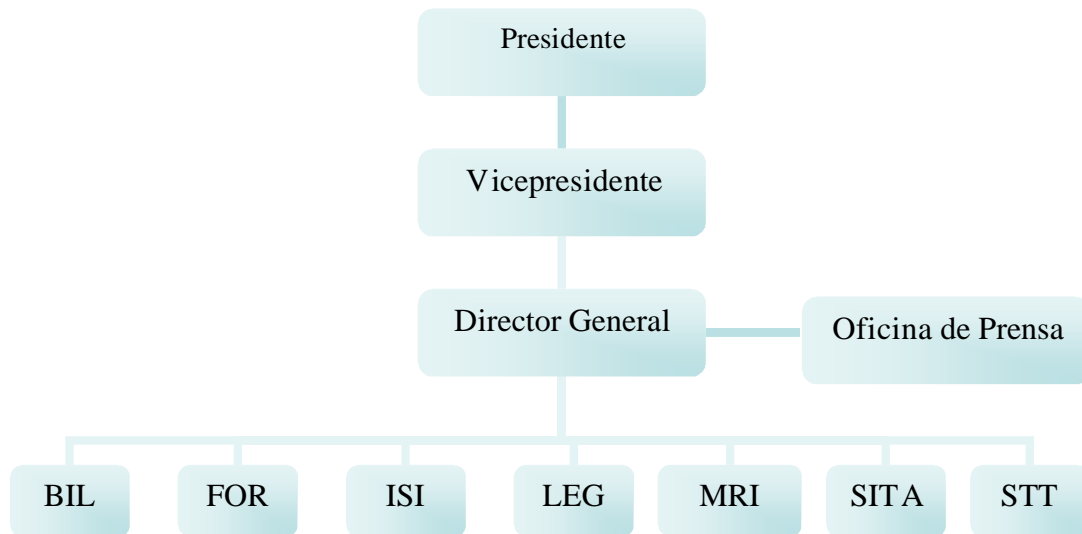 Presidente
Vicepresidente
Director General
Oficina de Prensa
BIL
FOR
ISI
LEG
MRI
SITA
STT